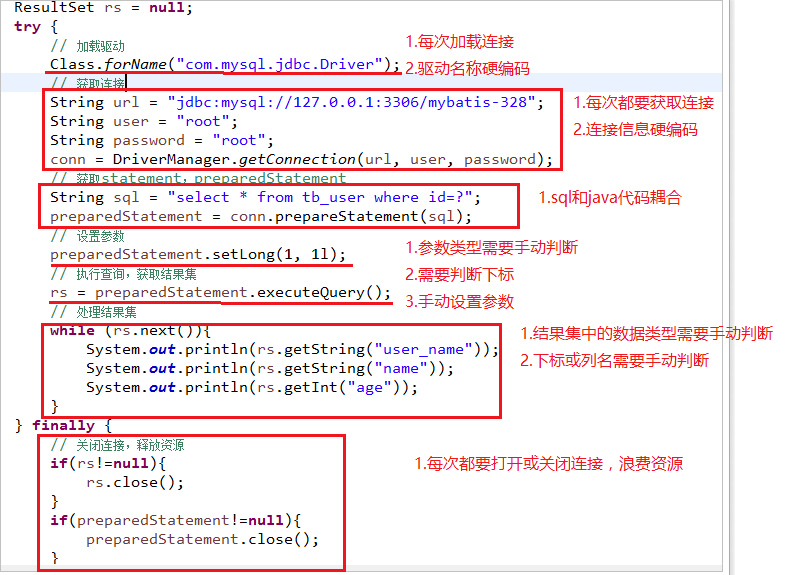 ResultSet rs = null;
try {
// 加载驱动
1.每次加载连接
Class.forName("com.mysql.jdbc.Driver");
2.驱动名称硬编码
// 获取连接
String url = "jdbc:mysql://127.0.0.1:3306/mybatis-328";
1.每次都要获取连接
String user = "root";
2.连接信息硬编码
String password = "root";
conn = DriverManager.getConnection(url, user, password);
// 获取statement，preparedStatement
String sql = "select * from tb_user where id=?";
1.sql和java代码耦合
preparedStatement = conn.prepareStatement(sql);
// 设置参数
1.参数类型需要手动判断
preparedStatement.setLong(1, 1l);
// 执行查询，获取结果集
2.需要判断下标
rs = preparedStatement.executeQuery();
3.手动设置参数
// 处理结果集
while (rs.next()){
1.结果集中的数据类型需要手动判断
System.out.println(rs.getString("user_name"));
2.下标或列名需要手动判断
System.out.println(rs.getString("name"));
System.out.println(rs.getInt("age"));
}
} finally {
// 关闭连接，释放资源
if(rs!=null){
1.每次都要打开或关闭连接，浪费资源
rs.close();
}
if(preparedStatement!=null){
preparedStatement.close();
}